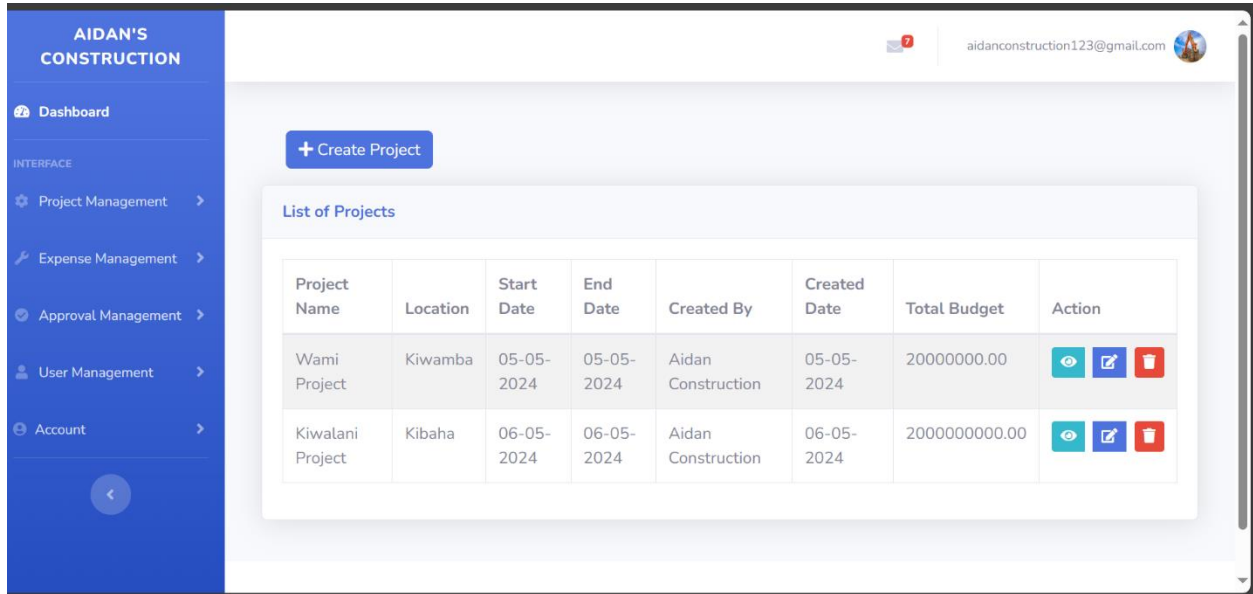 AIDAN'S
CONSTRUCTION
7
aidanconstruction123@gmail.com
Dashboard
INTERFACE
Project Management
Expense Management
Approval Management
User Management
Account
Create Project
List of Projects
Project Name Location Start Date End Date Created By Created Date Total Budget Action
Wami Project Kiwamba 05-05-2024 05-05-2024 Aidan Construction 05-05-2024 20000000.00
Kiwalani Project Kibaha 06-05-2024 06-05-2024 Aidan Construction 06-05-2024 2000000000.00